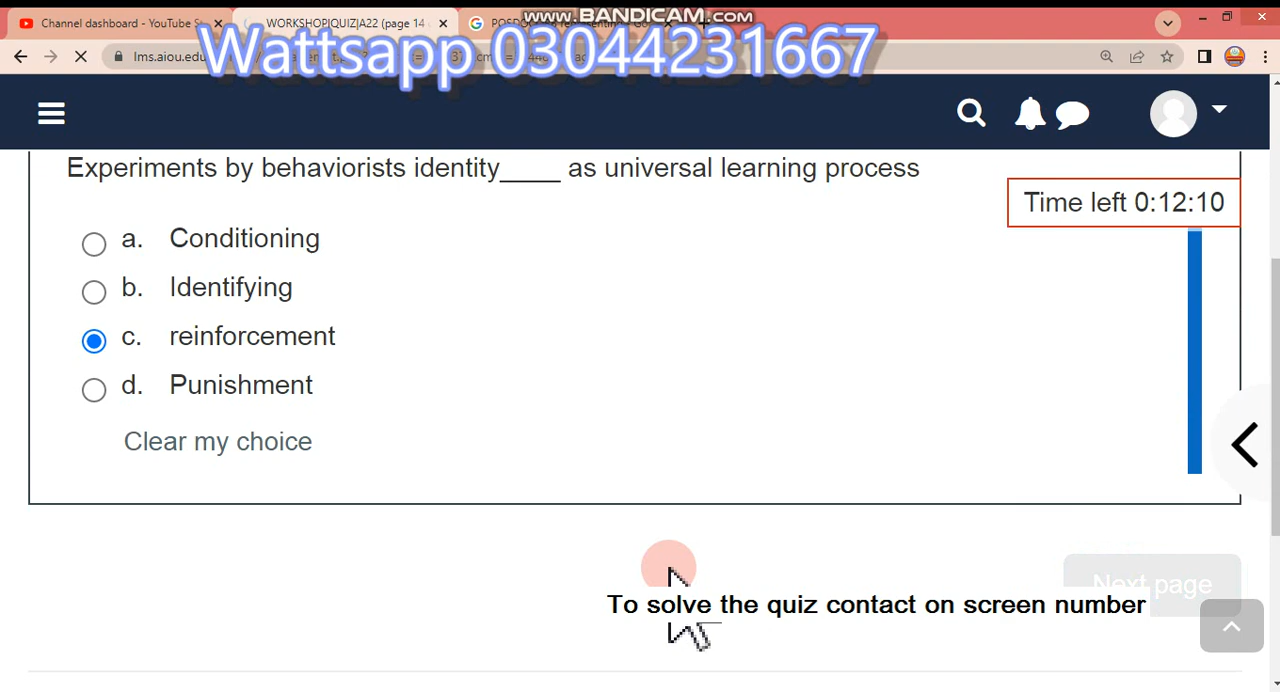 www.BANDICAM.com
Channel dashboard - YouTube S
WORKSHOP|QUIZ|A22 (page 14
Wattsapp 03044231667
lms.aiou.edu
Experiments by behaviorists identity____ as universal learning process
Time left 0:12:10
a. Conditioning
b. Identifying
c. reinforcement
d. Punishment
Clear my choice
Next page
To solve the quiz contact on screen number